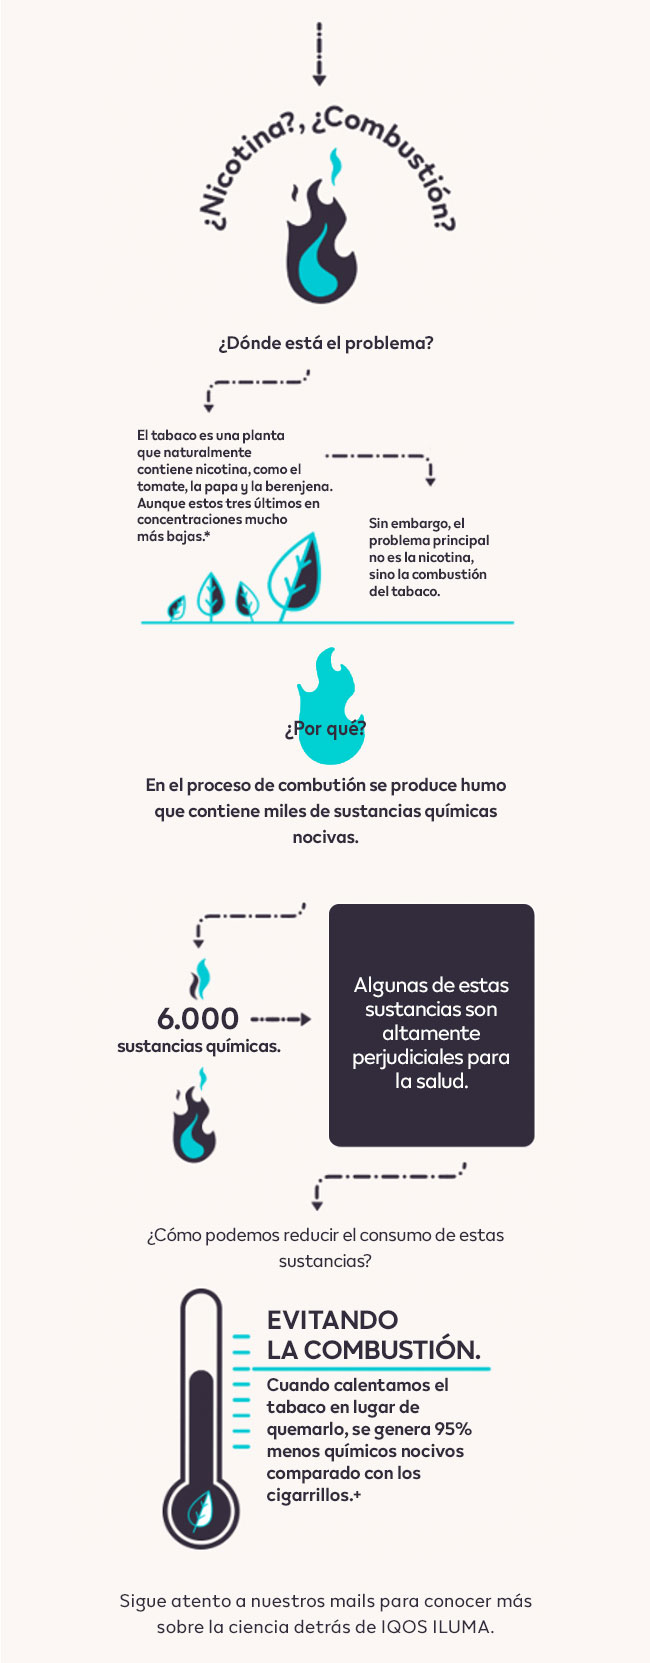 ¿Nicotina?, ¿Combustión?
¿Dónde está el problema?
El tabaco es una planta
que naturalmente
contiene nicotina, como el
tomate, la papa y la berenjena.
Aunque estos tres últimos en
concentraciones mucho
más bajas.*
Sin embargo, el
problema principal
no es la nicotina,
sino la combustión
del tabaco.
¿Por qué?
En el proceso de combutión se produce humo
que contiene miles de sustancias químicas
nocivas.
6.000
sustancias químicas.
Algunas de estas
sustancias son
altamente
perjudiciales para
la salud.
¿Cómo podemos reducir el consumo de estas
sustancias?
EVITANDO
LA COMBUSTIÓN.
Cuando calentamos el
tabaco en lugar de
quemarlo, se genera 95%
menos químicos nocivos
comparado con los
cigarrillos.+
Sigue atento a nuestros mails para conocer más
sobre la ciencia detrás de IQOS ILUMA.